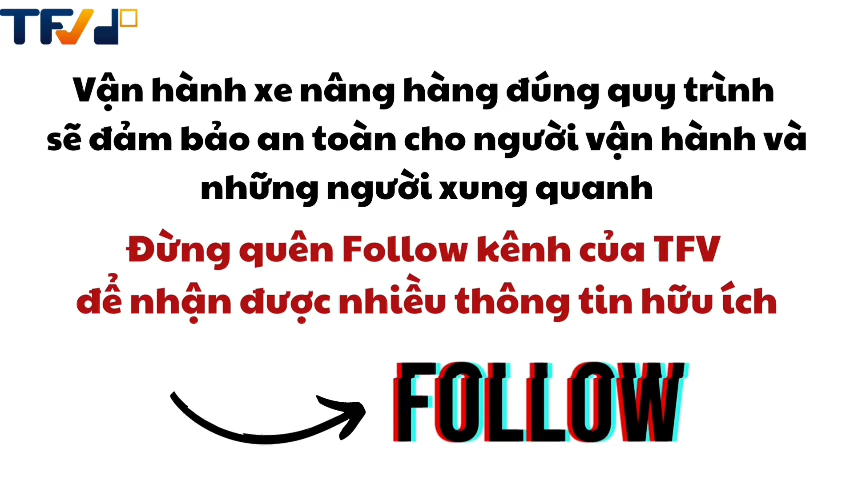 TFV
Vận hành xe nâng hàng đúng quy trình
sẽ đảm bảo an toàn cho người vận hành và
những người xung quanh
Đừng quên Follow kênh của TFV
để nhận được nhiều thông tin hữu ích
FOLLOW